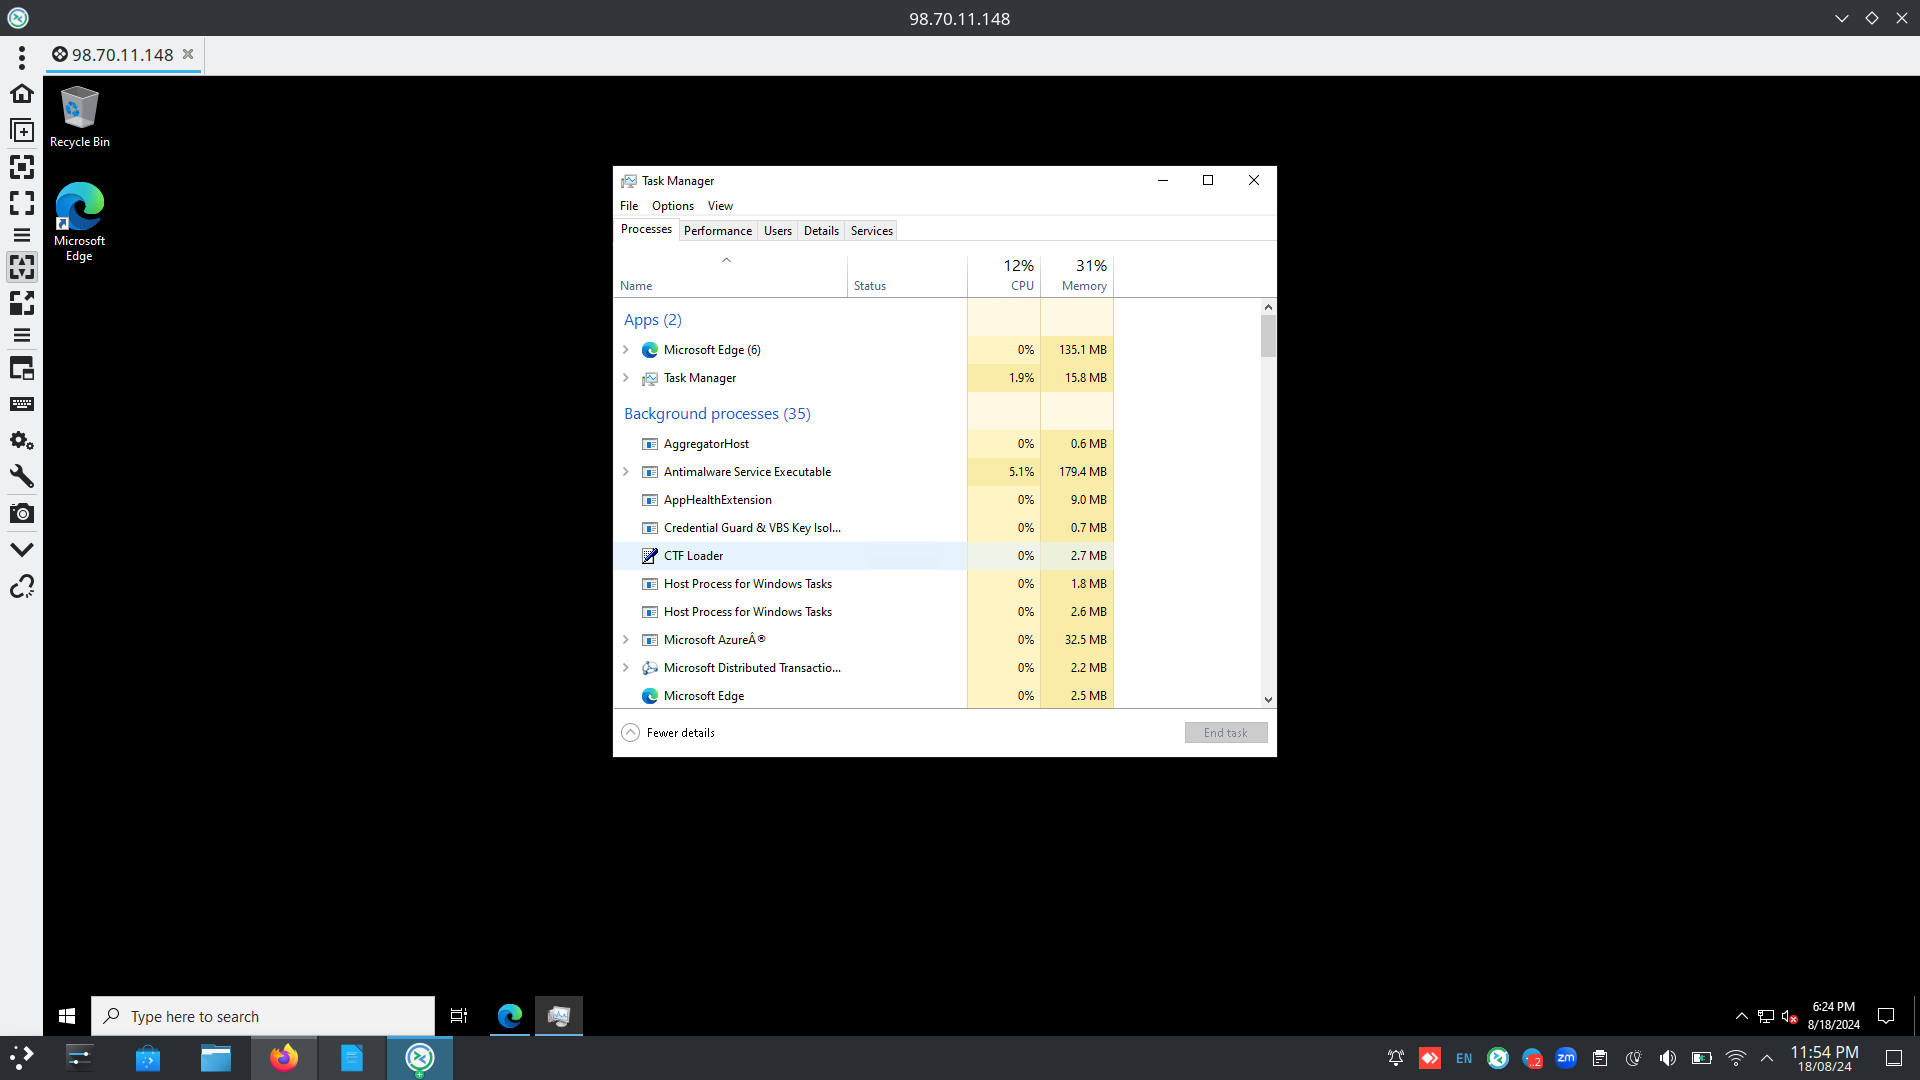 98.70.11.148
98.70.11.148
Recycle Bin
Microsoft
Edge
Task Manager
File Options View
Processes Performance Users Details Services
12% 31%
Name Status CPU Memory
Apps (2)
Microsoft Edge (6) 0% 135.1 MB
Task Manager 1.9% 15.8 MB
Background processes (35)
AggregatorHost 0% 0.6 MB
Antimalware Service Executable 5.1% 179.4 MB
AppHealthExtension 0% 9.0 MB
Credential Guard & VBS Key Isol... 0% 0.7 MB
CTF Loader 0% 2.7 MB
Host Process for Windows Tasks 0% 1.8 MB
Host Process for Windows Tasks 0% 2.6 MB
Microsoft AzureÂ® 0% 32.5 MB
Microsoft Distributed Transactio... 0% 2.2 MB
Microsoft Edge 0% 2.5 MB
Fewer details End task
Type here to search
6:24 PM
8/18/2024
EN
..2
zm
11:54 PM
18/08/24